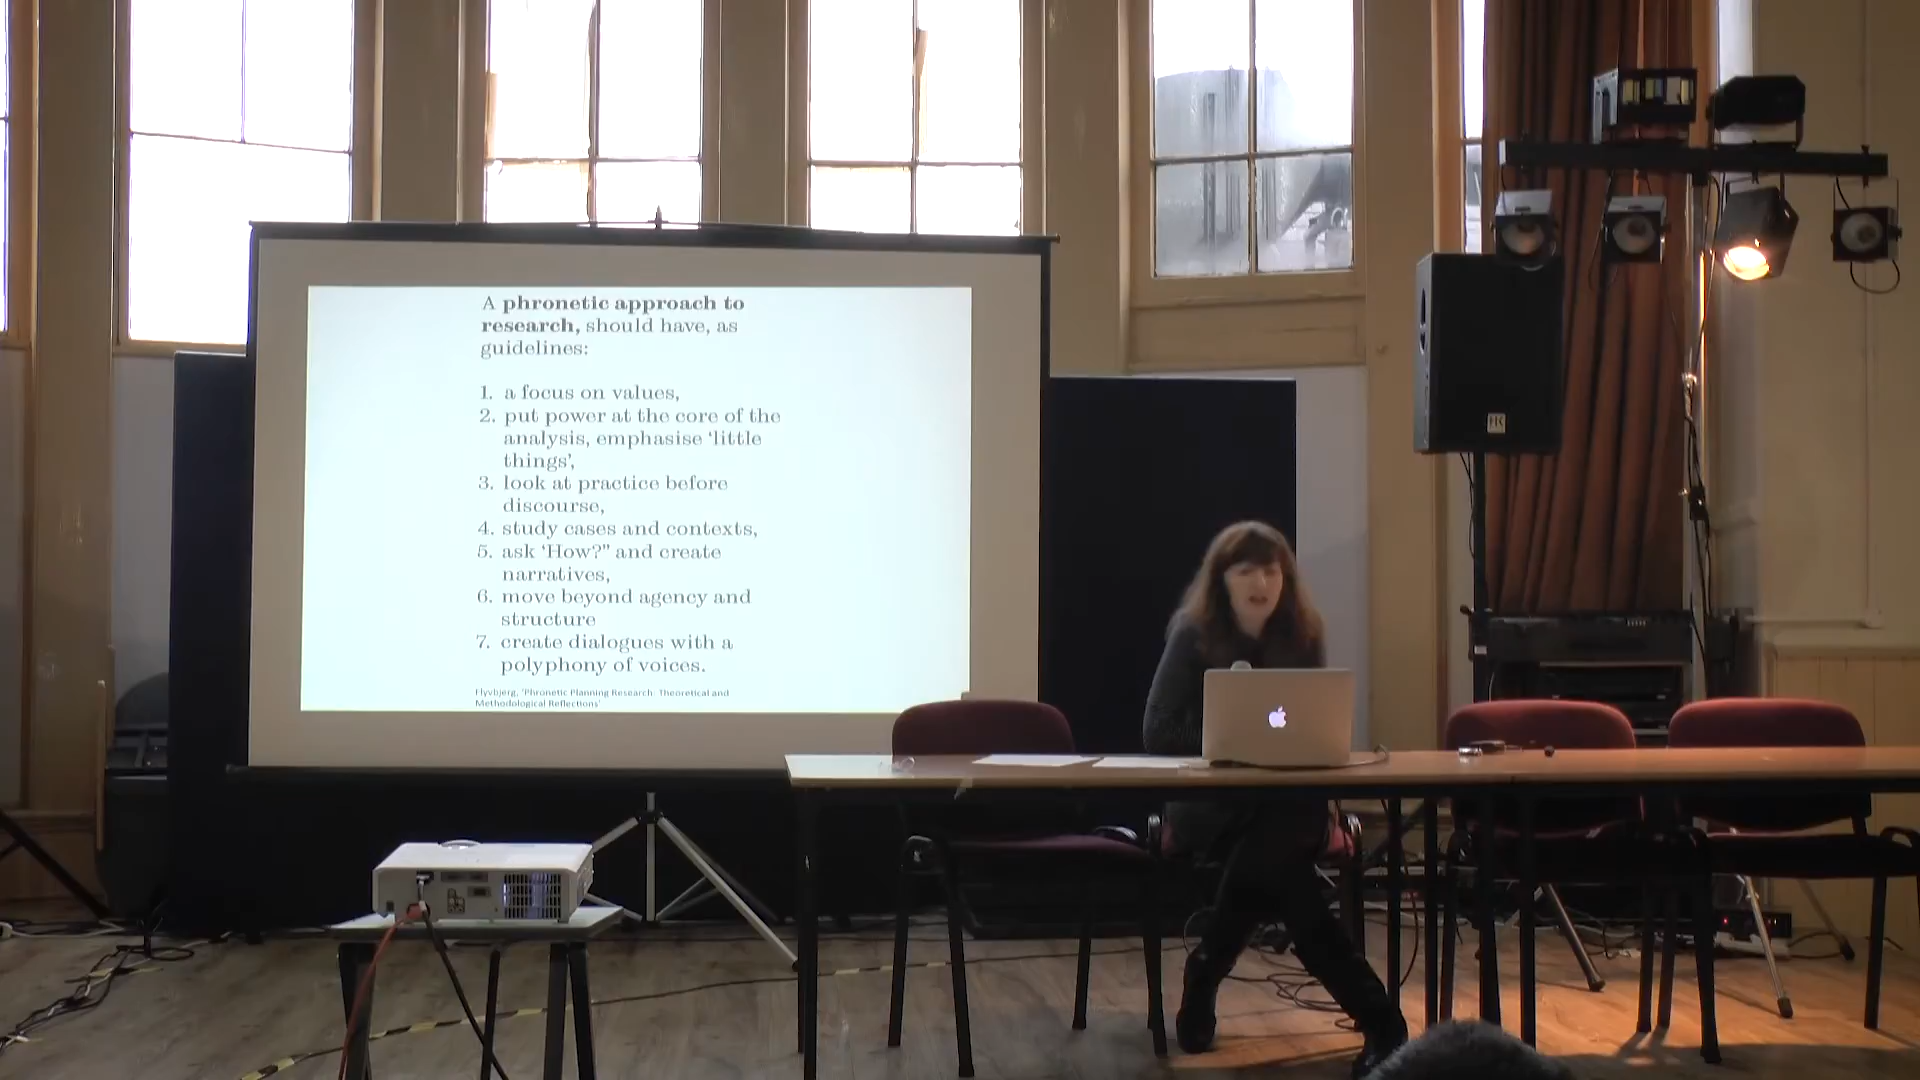 A phronetic approach to
research, should have, as
guidelines:
1. a focus on values,
2. put power at the core of the
analysis, emphasise ‘little
things’,
3. look at practice before
discourse,
4. study cases and contexts,
5. ask ‘How?” and create
narratives,
6. move beyond agency and
structure
7. create dialogues with a
polyphony of voices.
Flyvbjerg, ‘Phronetic Planning Research. Theoretical and
Methodological Reflections’
HK